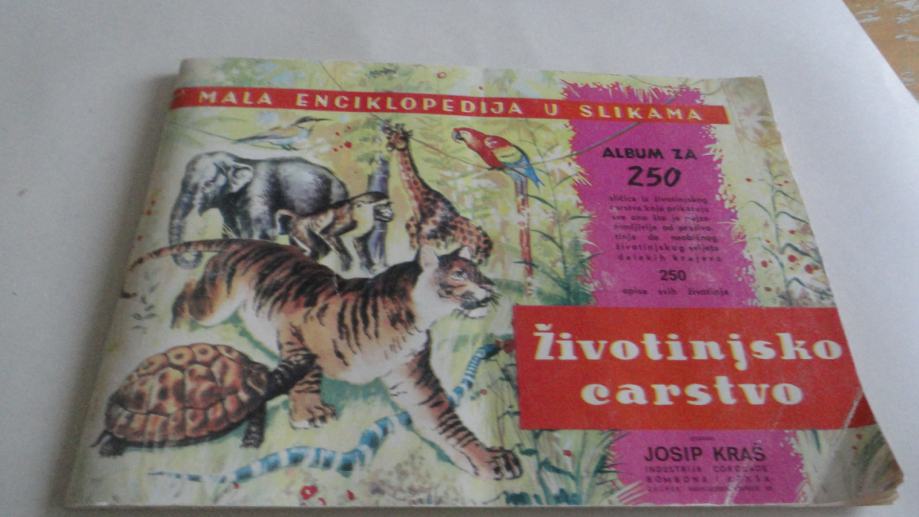 MALA ENCIKLOPEDIJA U SLIKAMA
ALBUM ZA
250
sličica iz životinjskog
carstva koje prikazuju
sve ono što je najza-
nimljivije od praživo-
tinja do neobičnog
životinjskog svijeta
dalekih krajeva
250
opisa svih životinja
Životinjsko
carstvo
JOSIP KRAŠ
INDUSTRIJA ČOKOLADE
BOMBONA I KEKSA